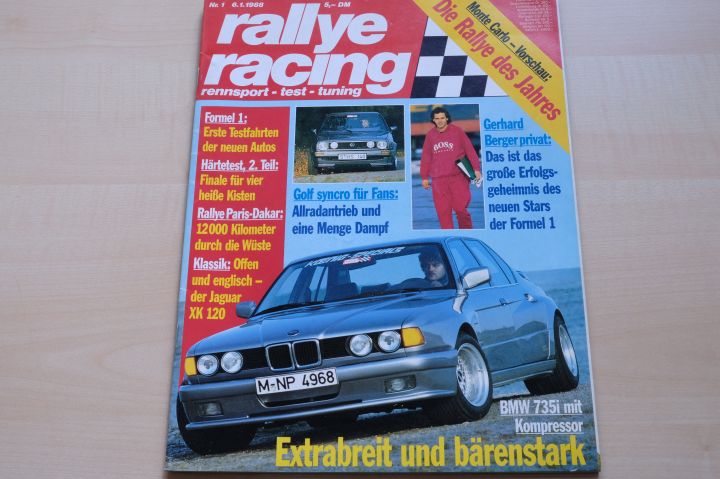 Nr. 1 6.1.1988 5,– DM
rallye
racing
rennsport - test - tuning
Monte Carlo – Vorschau:
Die Rallye des Jahres
Formel 1:
Erste Testfahrten
der neuen Autos
Härtetest, 2. Teil:
Finale für vier
heiße Kisten
Rallye Paris-Dakar:
12000 Kilometer
durch die Wüste
Klassik: Offen
und englisch –
der Jaguar
XK 120
Golf syncro für Fans:
Allradantrieb und
eine Menge Dampf
BOSS
Gerhard
Berger privat:
Das ist das
große Erfolgs-
geheimnis des
neuen Stars
der Formel 1
KOENIG-SPECIALS
M-NP 4968
BMW 735i mit
Kompressor
Extrabreit und bärenstark